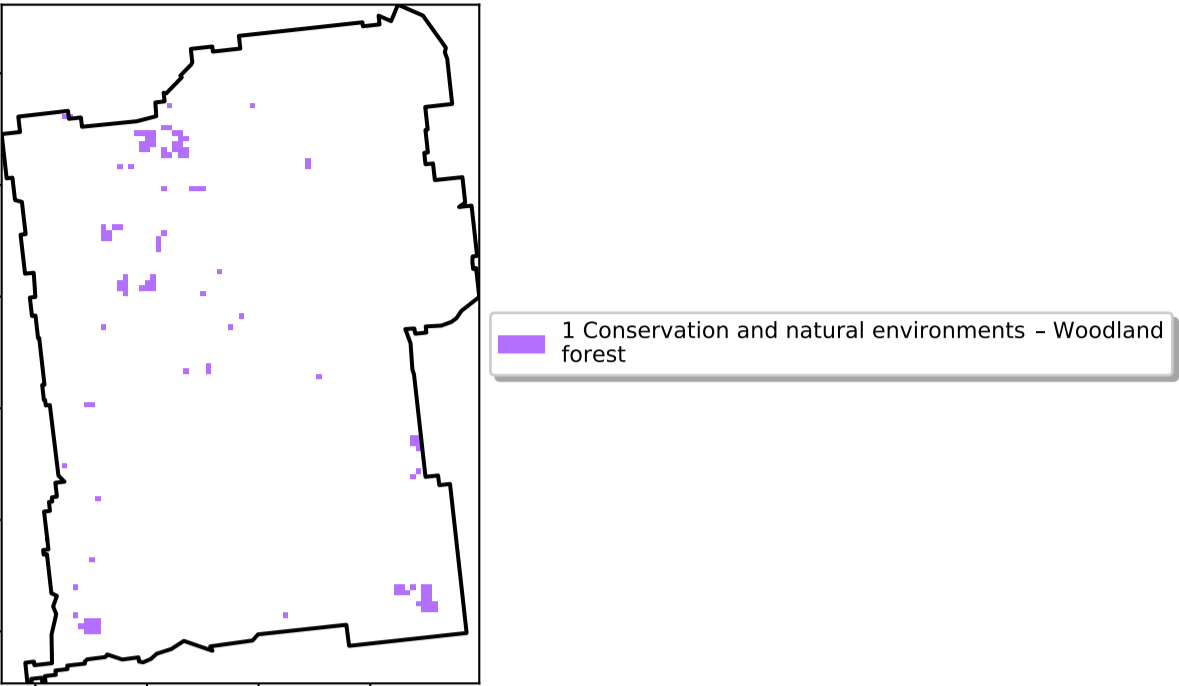 1 Conservation and natural environments – Woodland
forest